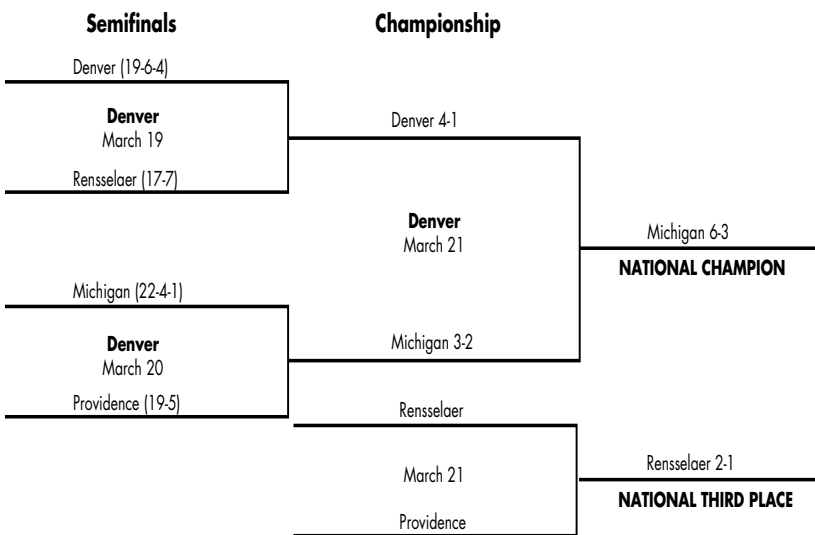 Semifinals
Championship
Denver (19-6-4)
Denver
March 19
Rensselaer (17-7)
Denver 4-1
Denver
March 21
Michigan 6-3
NATIONAL CHAMPION
Michigan (22-4-1)
Denver
March 20
Providence (19-5)
Michigan 3-2
Rensselaer
March 21
Providence
Rensselaer 2-1
NATIONAL THIRD PLACE